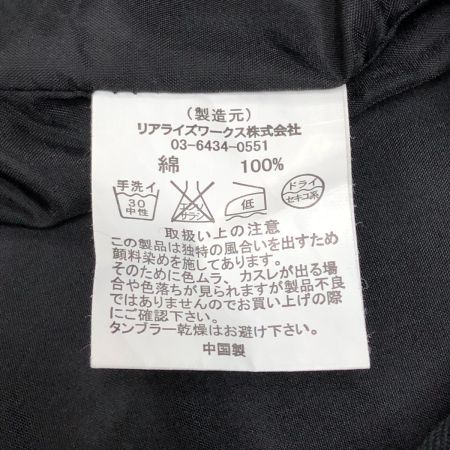 (製造元)
リアライズワークス株式会社
03-6434-0551
綿 100%
手洗イ 30 中性 エンソ サラシ 低 ドライ セキユ系
取扱い上の注意
この製品は独特の風合いを出すため
顔料染めを施してあります。
そのために色ムラ、カスレが出る場
合や色落ちが見られますが製品不良
ではありませんのでお買い上げの際
にご確認下さい。
タンブラー乾燥はお避け下さい。
中国製